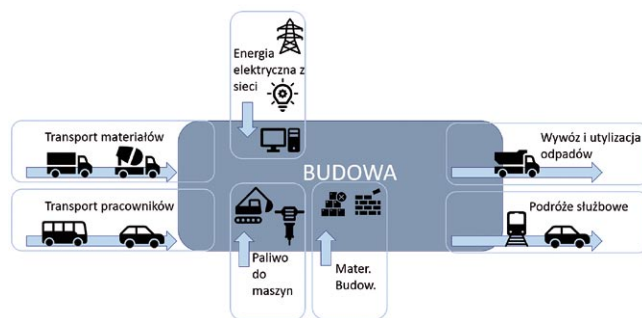 Energia
elektryczna z
sieci
Transport materiałów
Wywóz i utylizacja
odpadów
BUDOWA
Transport pracowników
Podróże służbowe
Paliwo
do
maszyn
Mater.
Budow.